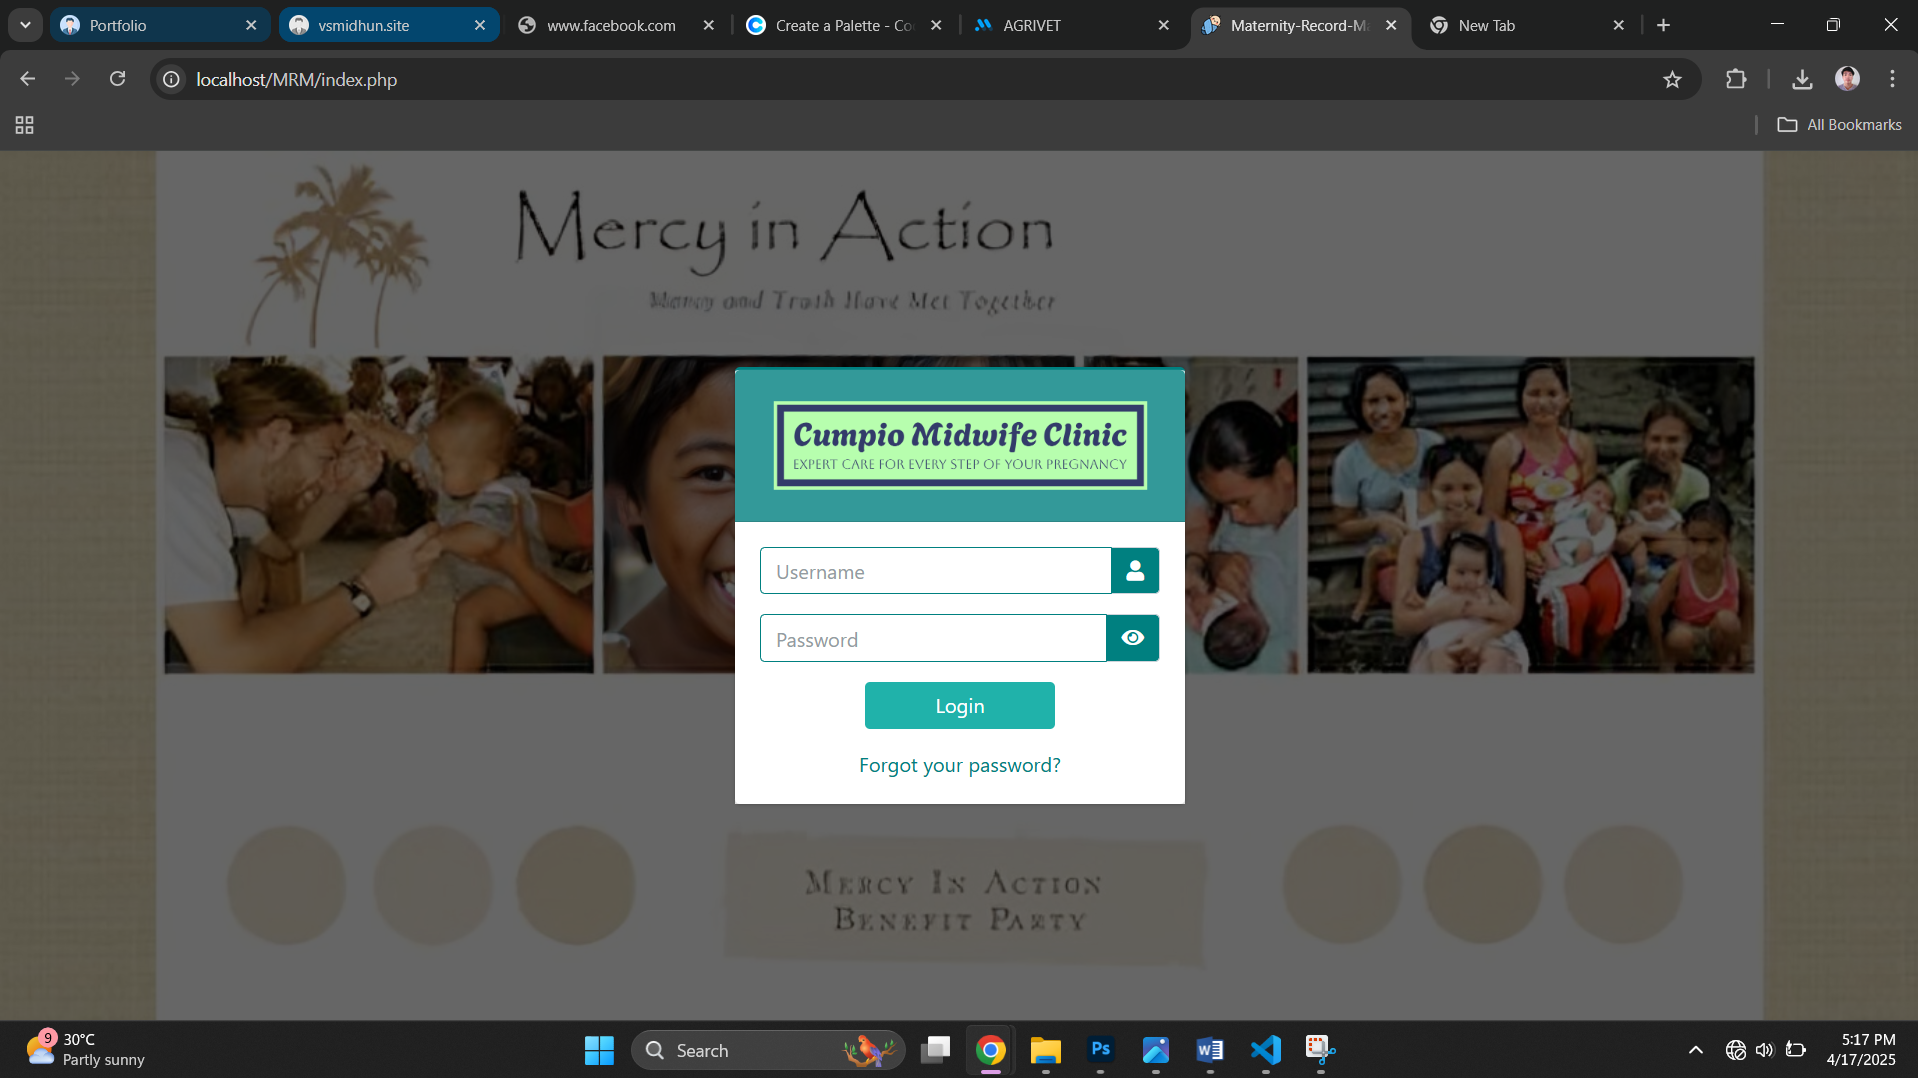 Portfolio
vsmidhun.site
www.facebook.com
Create a Palette - Co
AGRIVET
Maternity-Record-Ma
New Tab
localhost/MRM/index.php
All Bookmarks
Mercy in Action
Mercy and Truth Have Met Together
Cumpio Midwife Clinic
EXPERT CARE FOR EVERY STEP OF YOUR PREGNANCY
Username
Password
Login
Forgot your password?
MERCY IN ACTION
BENEFIT PARTY
9
30°C
Partly sunny
Search
Ps
5:17 PM
4/17/2025